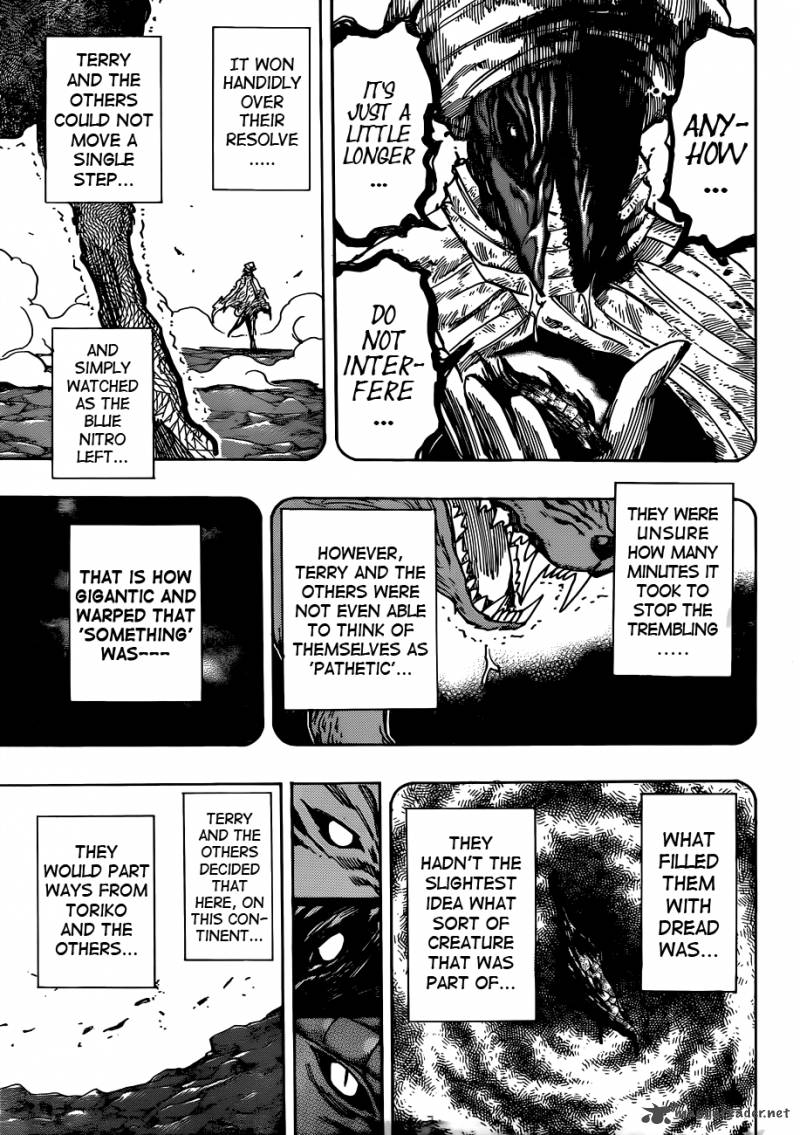 ANY-
HOW
...
IT'S
JUST A
LITTLE
LONGER
...
DO
NOT
INTER-
FERE
...
IT WON
HANDIDLY
OVER
THEIR
RESOLVE
.....
TERRY
AND THE
OTHERS
COULD NOT
MOVE A
SINGLE
STEP...
AND
SIMPLY
WATCHED
AS THE
BLUE
NITRO
LEFT...
THEY WERE
UNSURE
HOW MANY
MINUTES IT
TOOK TO
STOP THE
TREMBLING
.....
HOWEVER,
TERRY AND THE
OTHERS WERE
NOT EVEN ABLE
TO THINK OF
THEMSELVES AS
'PATHETIC'...
THAT IS HOW
GIGANTIC AND
WARPED THAT
'SOMETHING'
WAS---
WHAT
FILLED
THEM
WITH
DREAD
WAS...
THEY
HADN'T THE
SLIGHTEST
IDEA WHAT
SORT OF
CREATURE
THAT WAS
PART OF...
TERRY
AND THE
OTHERS
DECIDED
THAT
HERE, ON
THIS CON-
TINENT...
THEY
WOULD PART
WAYS FROM
TORIKO
AND THE
OTHERS...